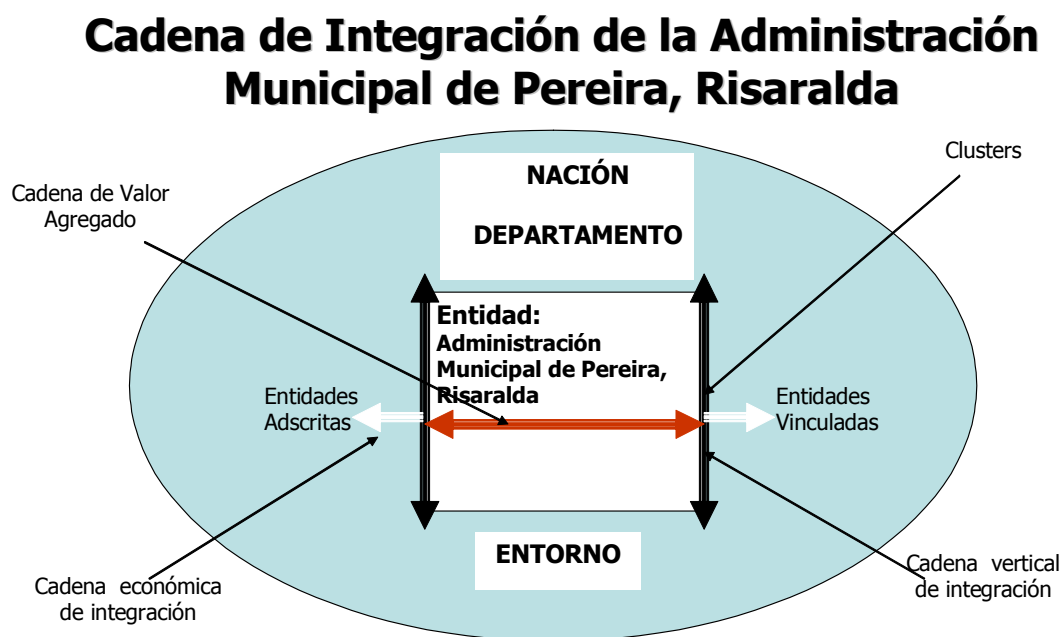 Cadena de Integración de la Administración
Municipal de Pereira, Risaralda
Clusters
Cadena de Valor
Agregado
NACIÓN
DEPARTAMENTO
Entidad:
Administración
Municipal de Pereira,
Risaralda
Entidades
Adscritas
Entidades
Vinculadas
ENTORNO
Cadena económica
de integración
Cadena vertical
de integración